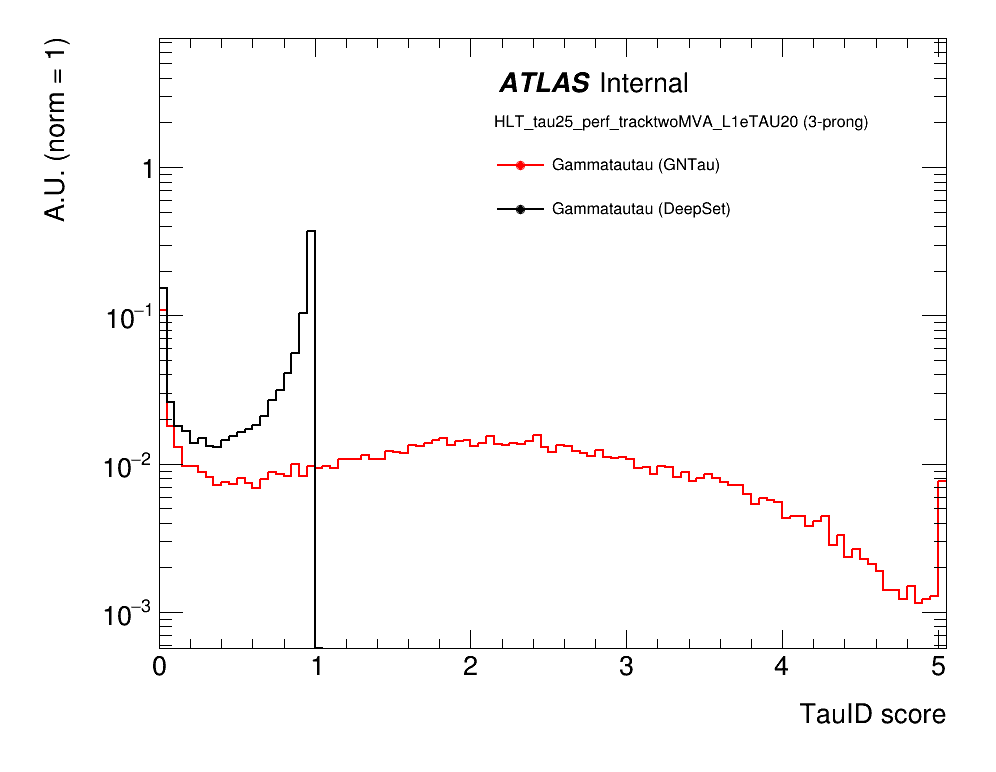 A.U. (norm = 1)
ATLAS Internal
HLT_tau25_perf_tracktwoMVA_L1eTAU20 (3-prong)
Gammatautau (GNTau)
Gammatautau (DeepSet)
1
10⁻¹
10⁻²
10⁻³
0 1 2 3 4 5
TauID score